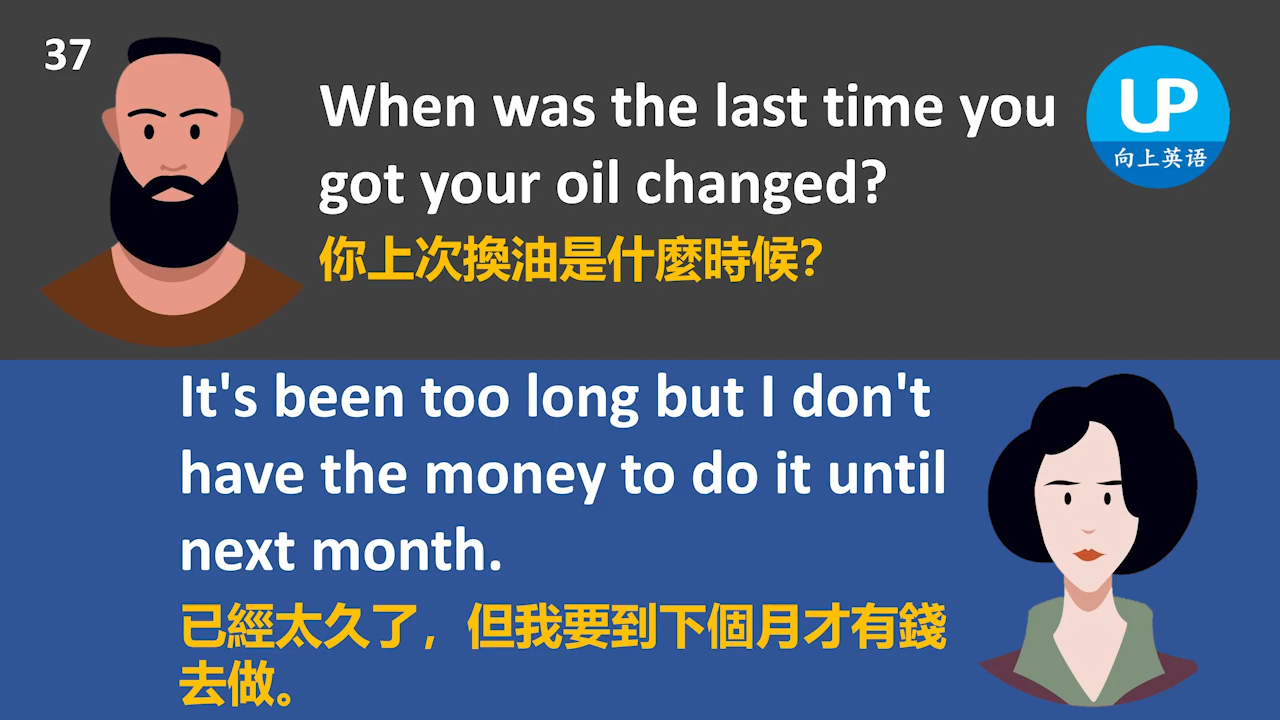 37
When was the last time you
got your oil changed?
你上次換油是什麼時候？
UP
向上英语
It's been too long but I don't
have the money to do it until
next month.
已經太久了，但我要到下個月才有錢
去做。